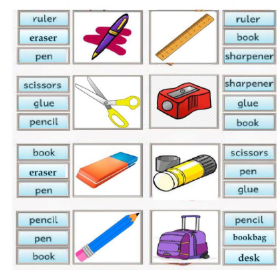 ruler
eraser
pen
ruler
book
sharpener
scissors
glue
pencil
sharpener
glue
book
book
eraser
pen
scissors
pen
glue
pencil
pen
book
pencil
bookbag
desk